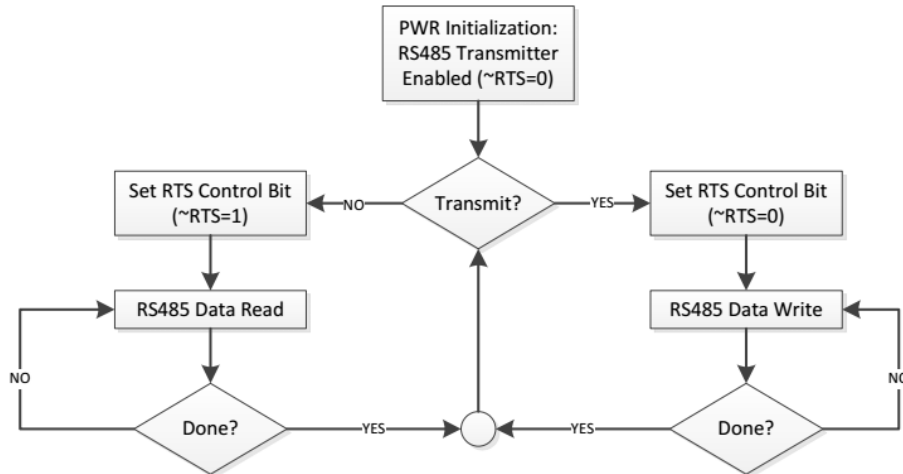 PWR Initialization:
RS485 Transmitter
Enabled (~RTS=0)
Transmit?
NO
YES
Set RTS Control Bit
(~RTS=1)
Set RTS Control Bit
(~RTS=0)
RS485 Data Read
RS485 Data Write
NO
NO
Done?
YES
YES
Done?